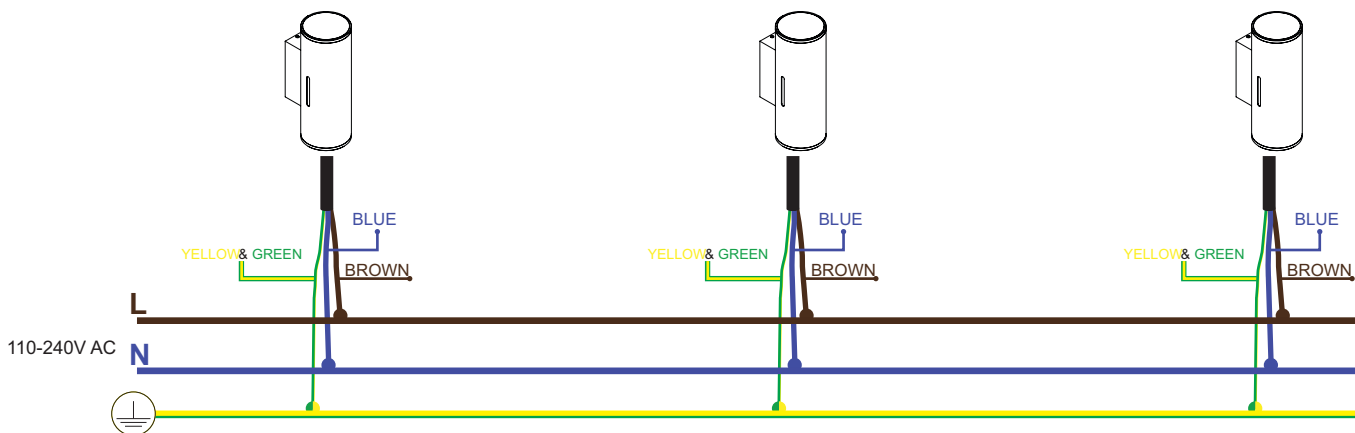 BLUE BLUE BLUE
YELLOW& GREEN YELLOW& GREEN YELLOW& GREEN
BROWN BROWN BROWN
L
110-240V AC N